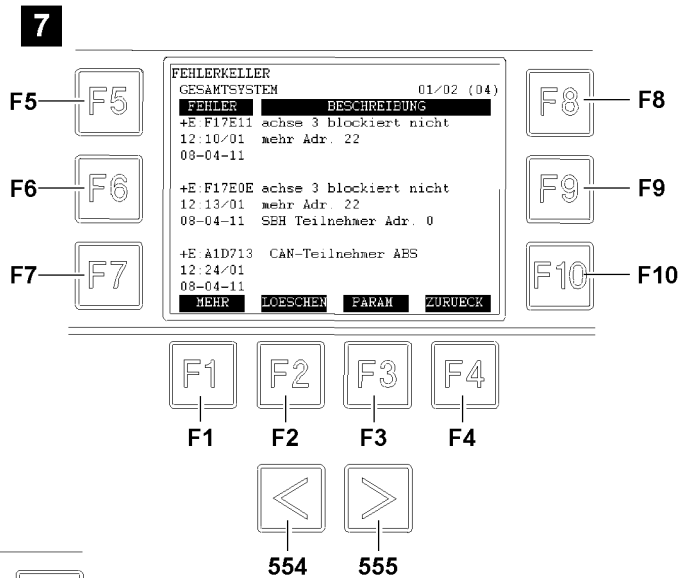 7
FEHLERKELLER
GESAMTSYSTEM 01/02 (04)
FEHLER BESCHREIBUNG
+E:F17E11 achse 3 blockiert nicht
12:10/01 mehr Adr. 22
08-04-11
+E:F17E0E achse 3 blockiert nicht
12:13/01 mehr Adr. 22
08-04-11 SBH Teilnehmer Adr. 0
+E:A1D713 CAN-Teilnehmer ABS
12:24/01
08-04-11
MEHR LOESCHEN PARAM ZURUECK
F5 F5
F6 F6
F7 F7
F8 F8
F9 F9
F10 F10
F1 F2 F3 F4
F1 F2 F3 F4
< >
554 555